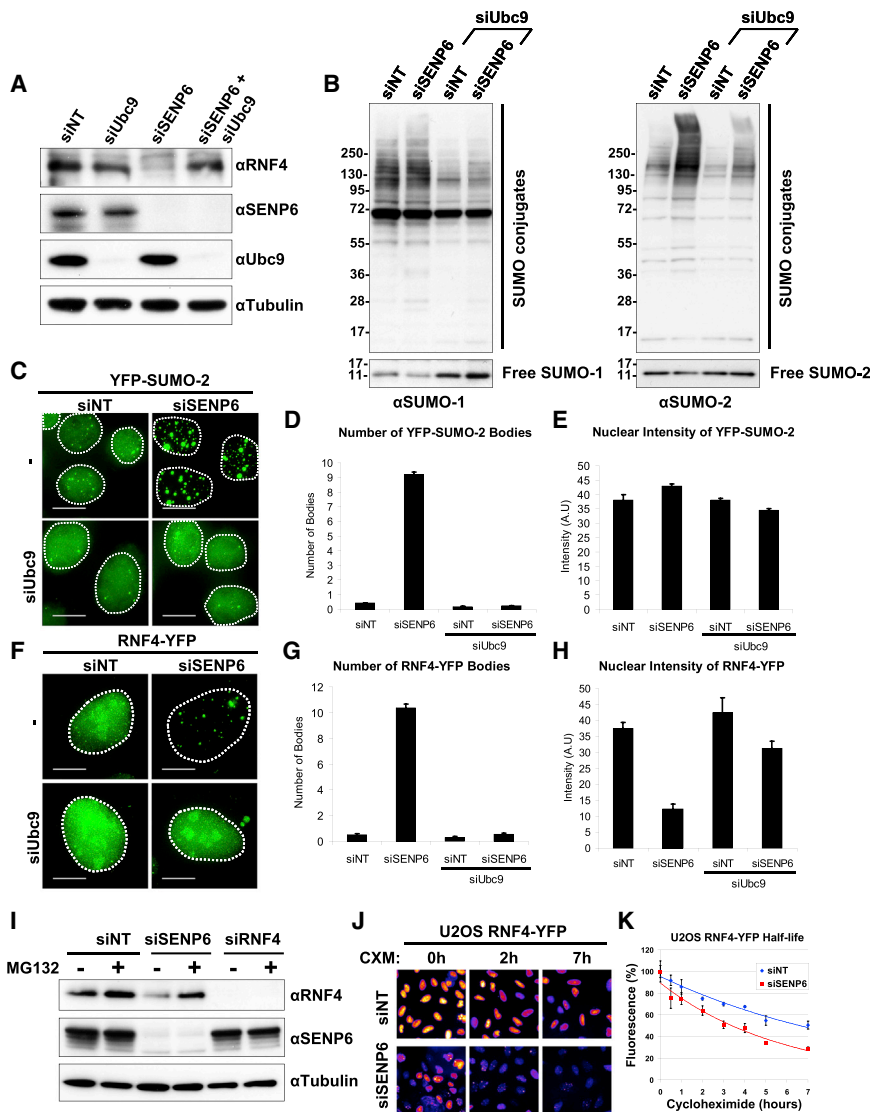 A
siNT
siUbc9
siSENP6
siSENP6 +
siUbc9
αRNF4
αSENP6
αUbc9
αTubulin
B
siUbc9
siNT
siSENP6
siNT
siSENP6
250-
130-
95-
72-
55-
36-
28-
17-
17-
11-
SUMO conjugates
Free SUMO-1
αSUMO-1
siUbc9
siNT
siSENP6
siNT
siSENP6
250-
130-
95-
72-
55-
36-
28-
17-
17-
11-
SUMO conjugates
Free SUMO-2
αSUMO-2
C
YFP-SUMO-2
siNT
siSENP6
-
siUbc9
D
Number of YFP-SUMO-2 Bodies
Number of Bodies
10
9
8
7
6
5
4
3
2
1
0
siNT
siSENP6
siNT
siSENP6
siUbc9
E
Nuclear Intensity of YFP-SUMO-2
Intensity (A.U)
50
45
40
35
30
25
20
15
10
5
0
siNT
siSENP6
siNT
siSENP6
siUbc9
F
RNF4-YFP
siNT
siSENP6
-
siUbc9
G
Number of RNF4-YFP Bodies
Number of Bodies
12
10
8
6
4
2
0
siNT
siSENP6
siNT
siSENP6
siUbc9
H
Nuclear Intensity of RNF4-YFP
Intensity (A.U)
50
45
40
35
30
25
20
15
10
5
0
siNT
siSENP6
siNT
siSENP6
siUbc9
I
siNT
siSENP6
siRNF4
MG132
- + - + - +
αRNF4
αSENP6
αTubulin
J
U2OS RNF4-YFP
CXM: 0h 2h 7h
siNT
siSENP6
K
U2OS RNF4-YFP Half-life
Fluorescence (%)
120
100
80
60
40
20
0
siNT
siSENP6
0 1 2 3 4 5 6 7
Cycloheximide (hours)